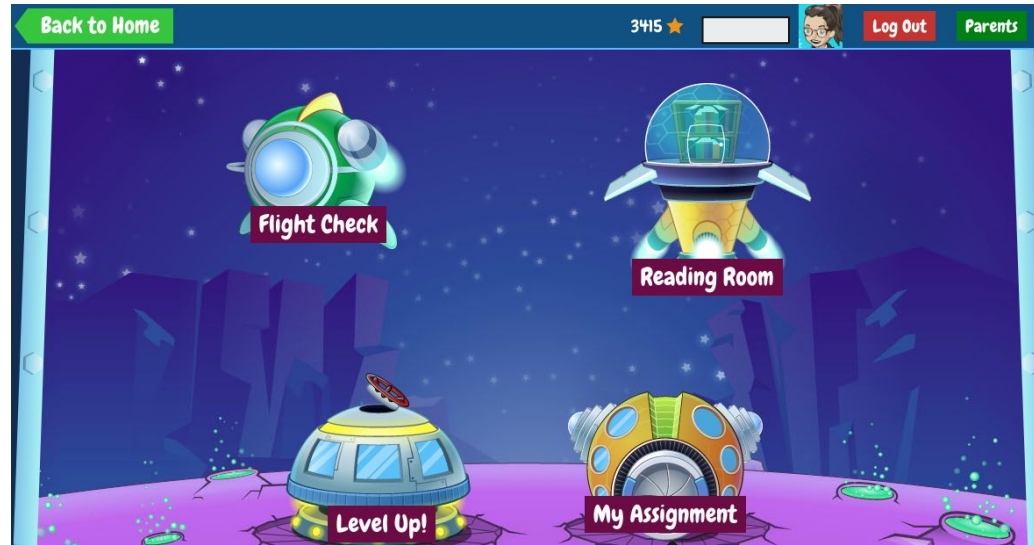 Back to Home
3415
Log Out
Parents
Flight Check
Reading Room
Level Up!
My Assignment